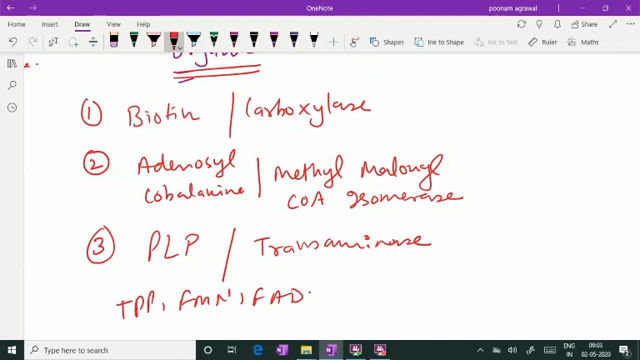 OneNote
poonam agrawal
File Home Insert Draw View Help
Shapes Ink to Shape Ink to Text Maths
① Biotin / Carboxylase
② Adenosyl / Methyl Malonyl
Cobalamine COA Isomerase
③ PLP / Transaminase
TPP, FMN, FAD.
Type here to search
ENG 09:03
IN 02-05-2020